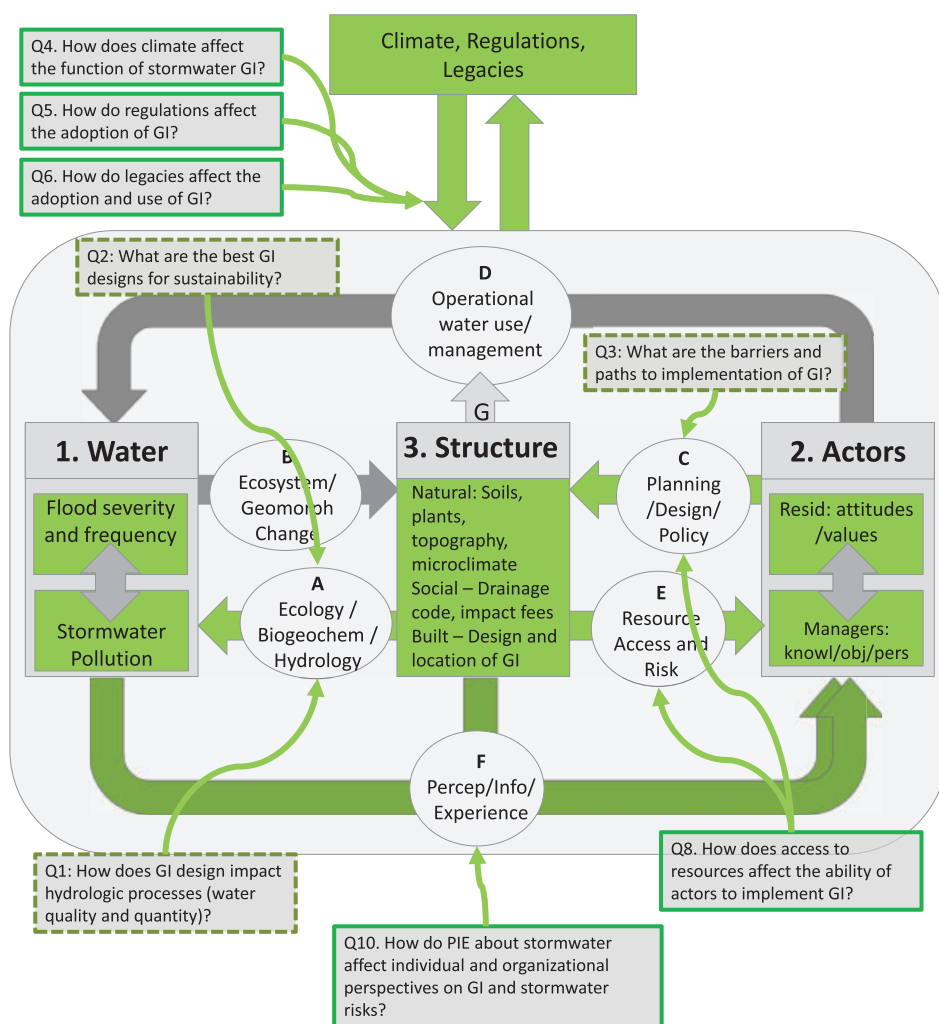 Climate, Regulations,
Legacies
Q4. How does climate affect
the function of stormwater GI?
Q5. How do regulations affect
the adoption of GI?
Q6. How do legacies affect the
adoption and use of GI?
Q2: What are the best GI
designs for sustainability?
D
Operational
water use/
management
Q3: What are the barriers and
paths to implementation of GI?
G
1. Water
Flood severity
and frequency
Stormwater
Pollution
B
Ecosystem/
Geomorph
Change
A
Ecology /
Biogeochem /
Hydrology
3. Structure
Natural: Soils,
plants,
topography,
microclimate
Social – Drainage
code, impact fees
Built – Design and
location of GI
C
Planning
/Design/
Policy
E
Resource
Access and
Risk
2. Actors
Resid: attitudes
/values
Managers:
knowl/obj/pers
F
Percep/Info/
Experience
Q1: How does GI design impact
hydrologic processes (water
quality and quantity)?
Q8. How does access to
resources affect the ability of
actors to implement GI?
Q10. How do PIE about stormwater
affect individual and organizational
perspectives on GI and stormwater
risks?